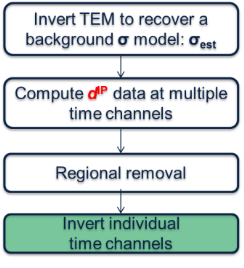 Invert TEM to recover a
background σ model: σest
Compute dIP data at multiple
time channels
Regional removal
Invert individual
time channels